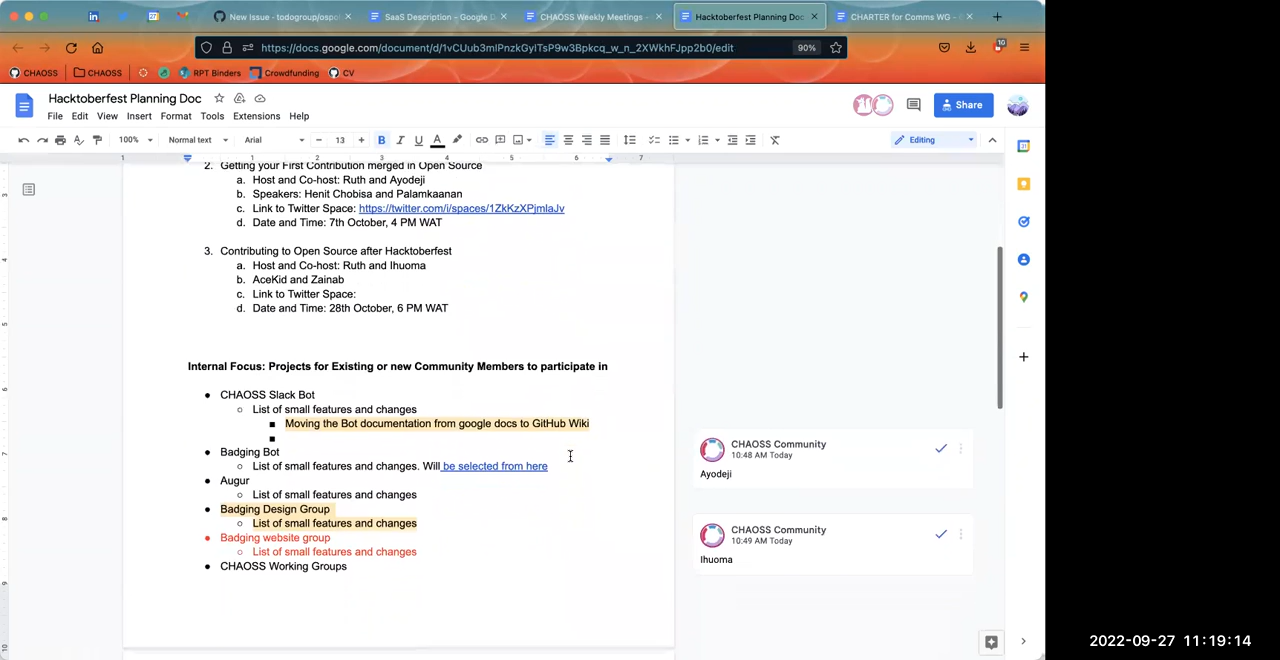 New Issue - todogroup/ospo
SaaS Description - Google D
CHAOSS Weekly Meetings -
Hacktoberfest Planning Doc
CHARTER for Comms WG -
https://docs.google.com/document/d/1vCUub3mlPnzkGyITsP9w3Bpkcq_w_n_2XWkhFJpp2b0/edit
90%
10
CHAOSS
CHAOSS
RPT Binders
Crowdfunding
CV
Hacktoberfest Planning Doc
File Edit View Insert Format Tools Extensions Help
Share
100%
Normal text
Arial
13
Editing
1 1 2 3 4 5 6 7
2. Getting your First Contribution merged in Open Source
a. Host and Co-host: Ruth and Ayodeji
b. Speakers: Henit Chobisa and Palamkaanan
c. Link to Twitter Space: https://twitter.com/i/spaces/1ZkKzXPjmlaJv
d. Date and Time: 7th October, 4 PM WAT
3. Contributing to Open Source after Hacktoberfest
a. Host and Co-host: Ruth and Ihuoma
b. AceKid and Zainab
c. Link to Twitter Space:
d. Date and Time: 28th October, 6 PM WAT
Internal Focus: Projects for Existing or new Community Members to participate in
● CHAOSS Slack Bot
○ List of small features and changes
■ Moving the Bot documentation from google docs to GitHub Wiki
■
● Badging Bot
○ List of small features and changes. Will be selected from here
● Augur
○ List of small features and changes
● Badging Design Group
○ List of small features and changes
● Badging website group
○ List of small features and changes
● CHAOSS Working Groups
CHAOSS Community
10:48 AM Today
Ayodeji
CHAOSS Community
10:49 AM Today
Ihuoma
2022-09-27 11:19:14